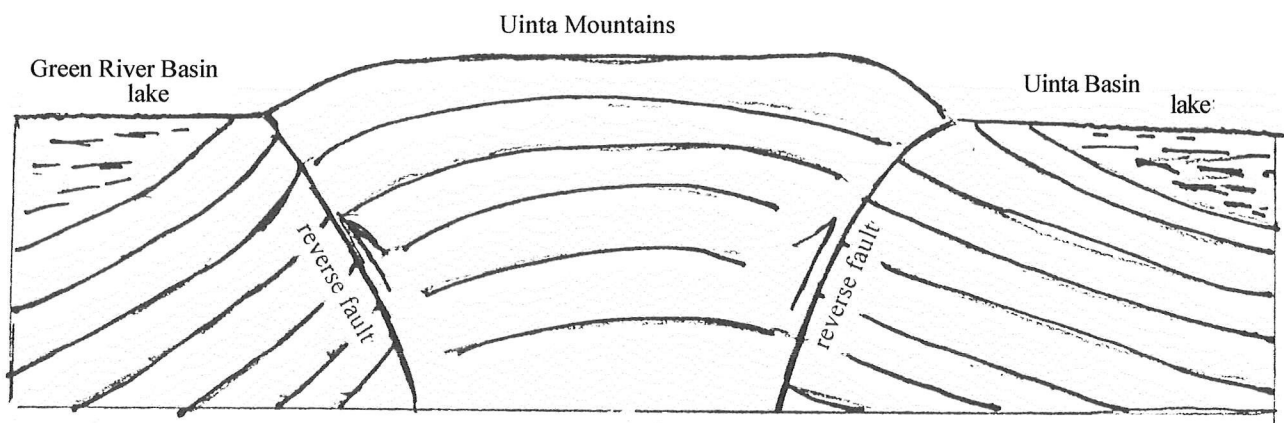 Uinta Mountains
Green River Basin
lake
Uinta Basin
lake
reverse fault
reverse fault